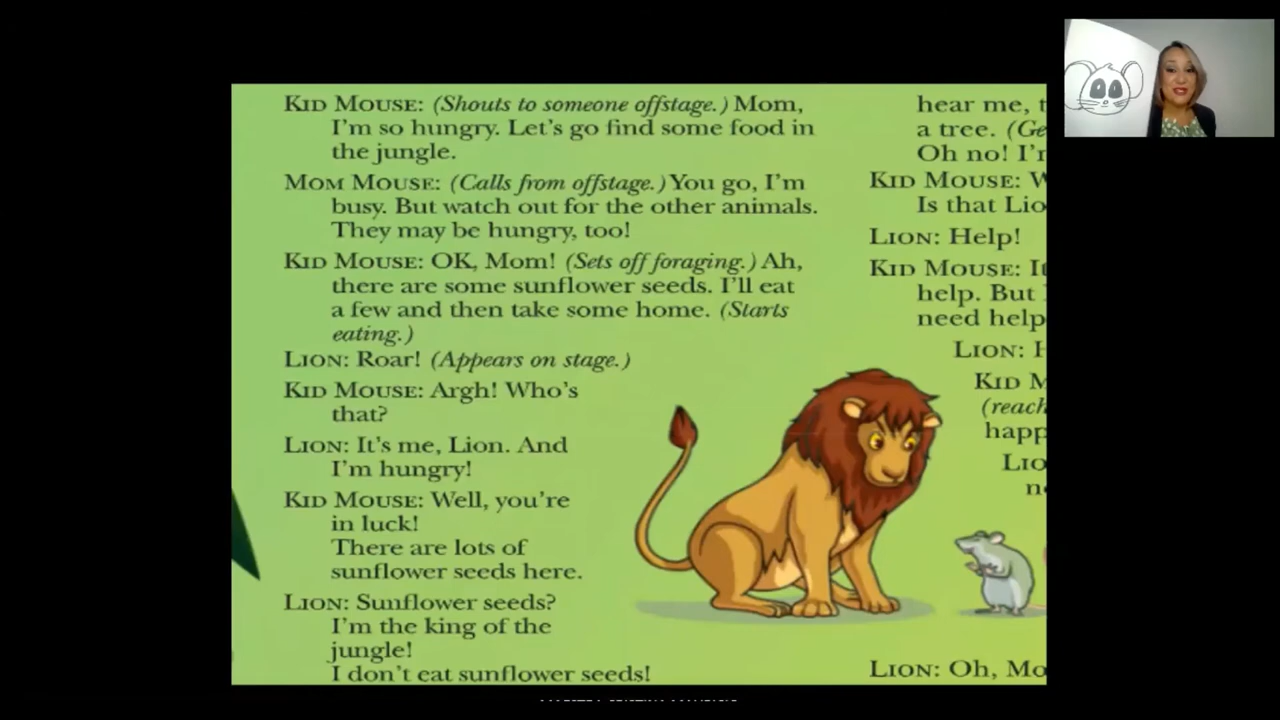 KID MOUSE: (Shouts to someone offstage.) Mom,
I'm so hungry. Let's go find some food in
the jungle.
MOM MOUSE: (Calls from offstage.) You go, I'm
busy. But watch out for the other animals.
They may be hungry, too!
KID MOUSE: OK, Mom! (Sets off foraging.) Ah,
there are some sunflower seeds. I'll eat
a few and then take some home. (Starts
eating.)
LION: Roar! (Appears on stage.)
KID MOUSE: Argh! Who's
that?
LION: It's me, Lion. And
I'm hungry!
KID MOUSE: Well, you're
in luck!
There are lots of
sunflower seeds here.
LION: Sunflower seeds?
I'm the king of the
jungle!
I don't eat sunflower seeds!
hear me,
a tree.
Oh no!
KID MOUSE:
Is that
LION: Help!
KID MOUSE:
help. But
need help
LION:
KID
(reach
LION: Oh,